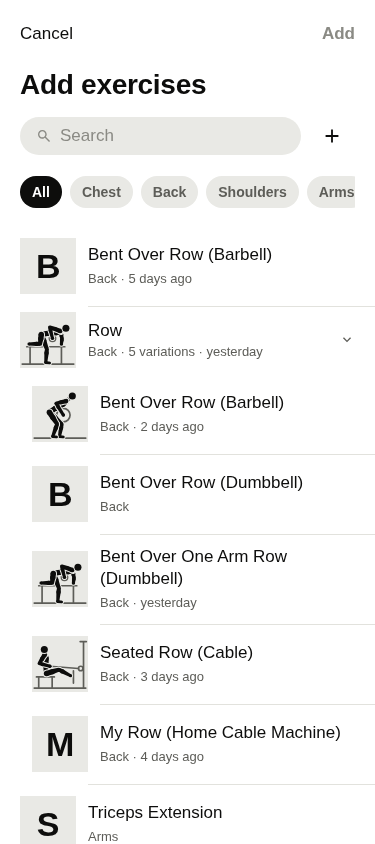 Cancel
Add
Add exercises
Search
All
Chest
Back
Shoulders
Arms
B
Bent Over Row (Barbell)
Back · 5 days ago
Row
Back · 5 variations · yesterday
Bent Over Row (Barbell)
Back · 2 days ago
B
Bent Over Row (Dumbbell)
Back
Bent Over One Arm Row
(Dumbbell)
Back · yesterday
Seated Row (Cable)
Back · 3 days ago
M
My Row (Home Cable Machine)
Back · 4 days ago
S
Triceps Extension
Arms